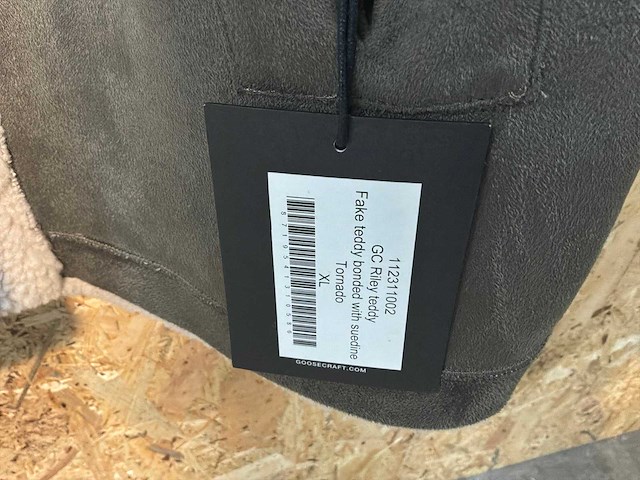 112311002
GC Riley teddy
Fake teddy bonded with suedine
Tornado
XL
GOOSECRAFT.COM